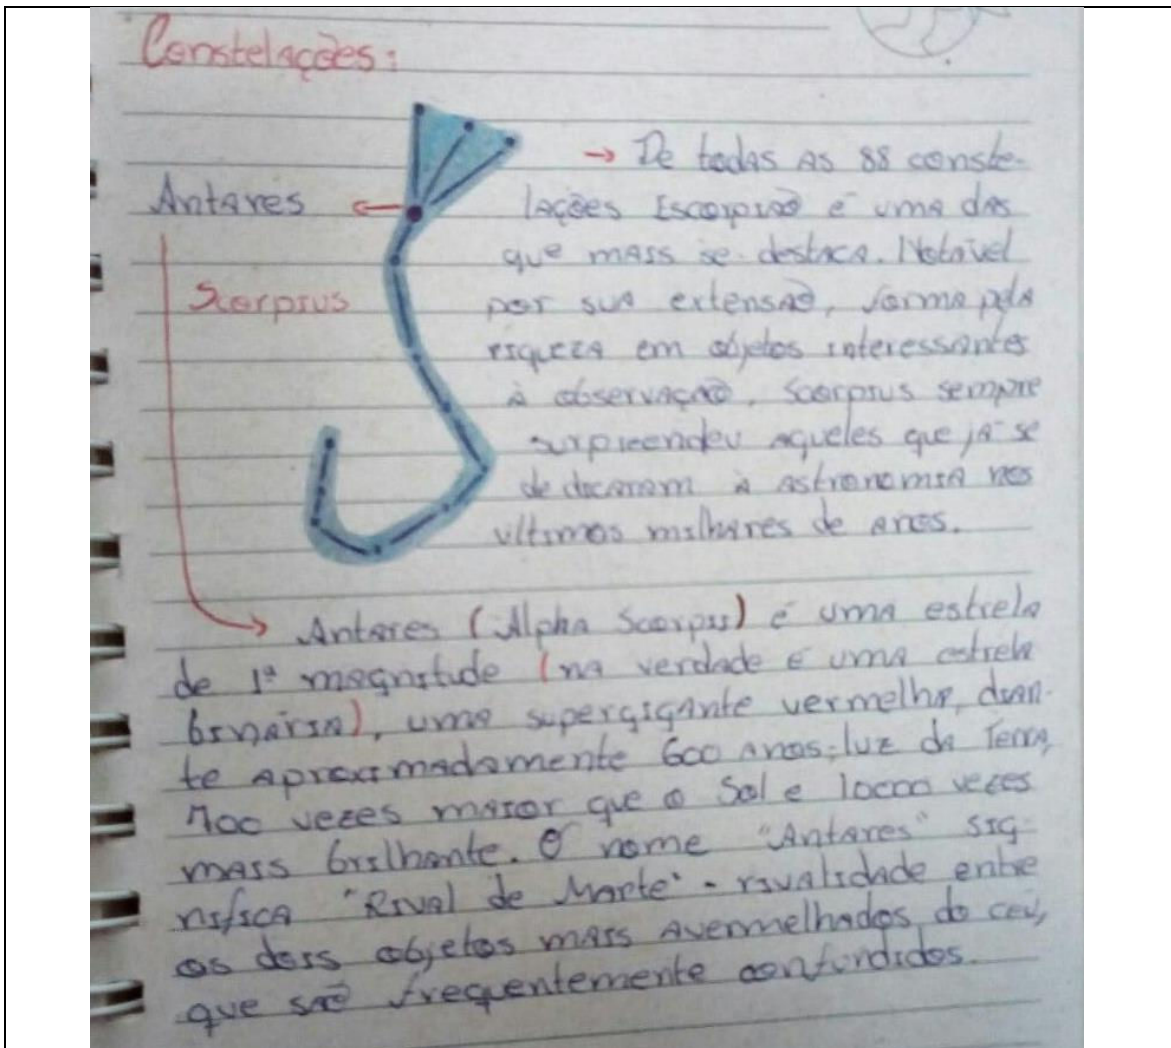 Constelações:
→ De todas as 88 conste-
Antares ← lações Escorpião é uma das
que mais se destaca. Notável
Scorpius por sua extensão, forma pela
riqueza em objetos interessantes
à observação, Scorpius sempre
surpreendeu aqueles que já se
dedicaram à astronomia nos
ultimos milhares de anos.
→ Antares (Alpha Scorpii) é uma estrela
de 1ª magnitude (na verdade é uma estrela
binária), uma supergigante vermelha, distan-
te aproximadamente 600 anos-luz da Terra,
700 vezes maior que o Sol e 10000 vezes
mais brilhante. O nome "Antares" sig-
nifica "Rival de Marte" - rivalidade entre
os dois objetos mais avermelhados do ceú,
que são frequentemente confundidos.